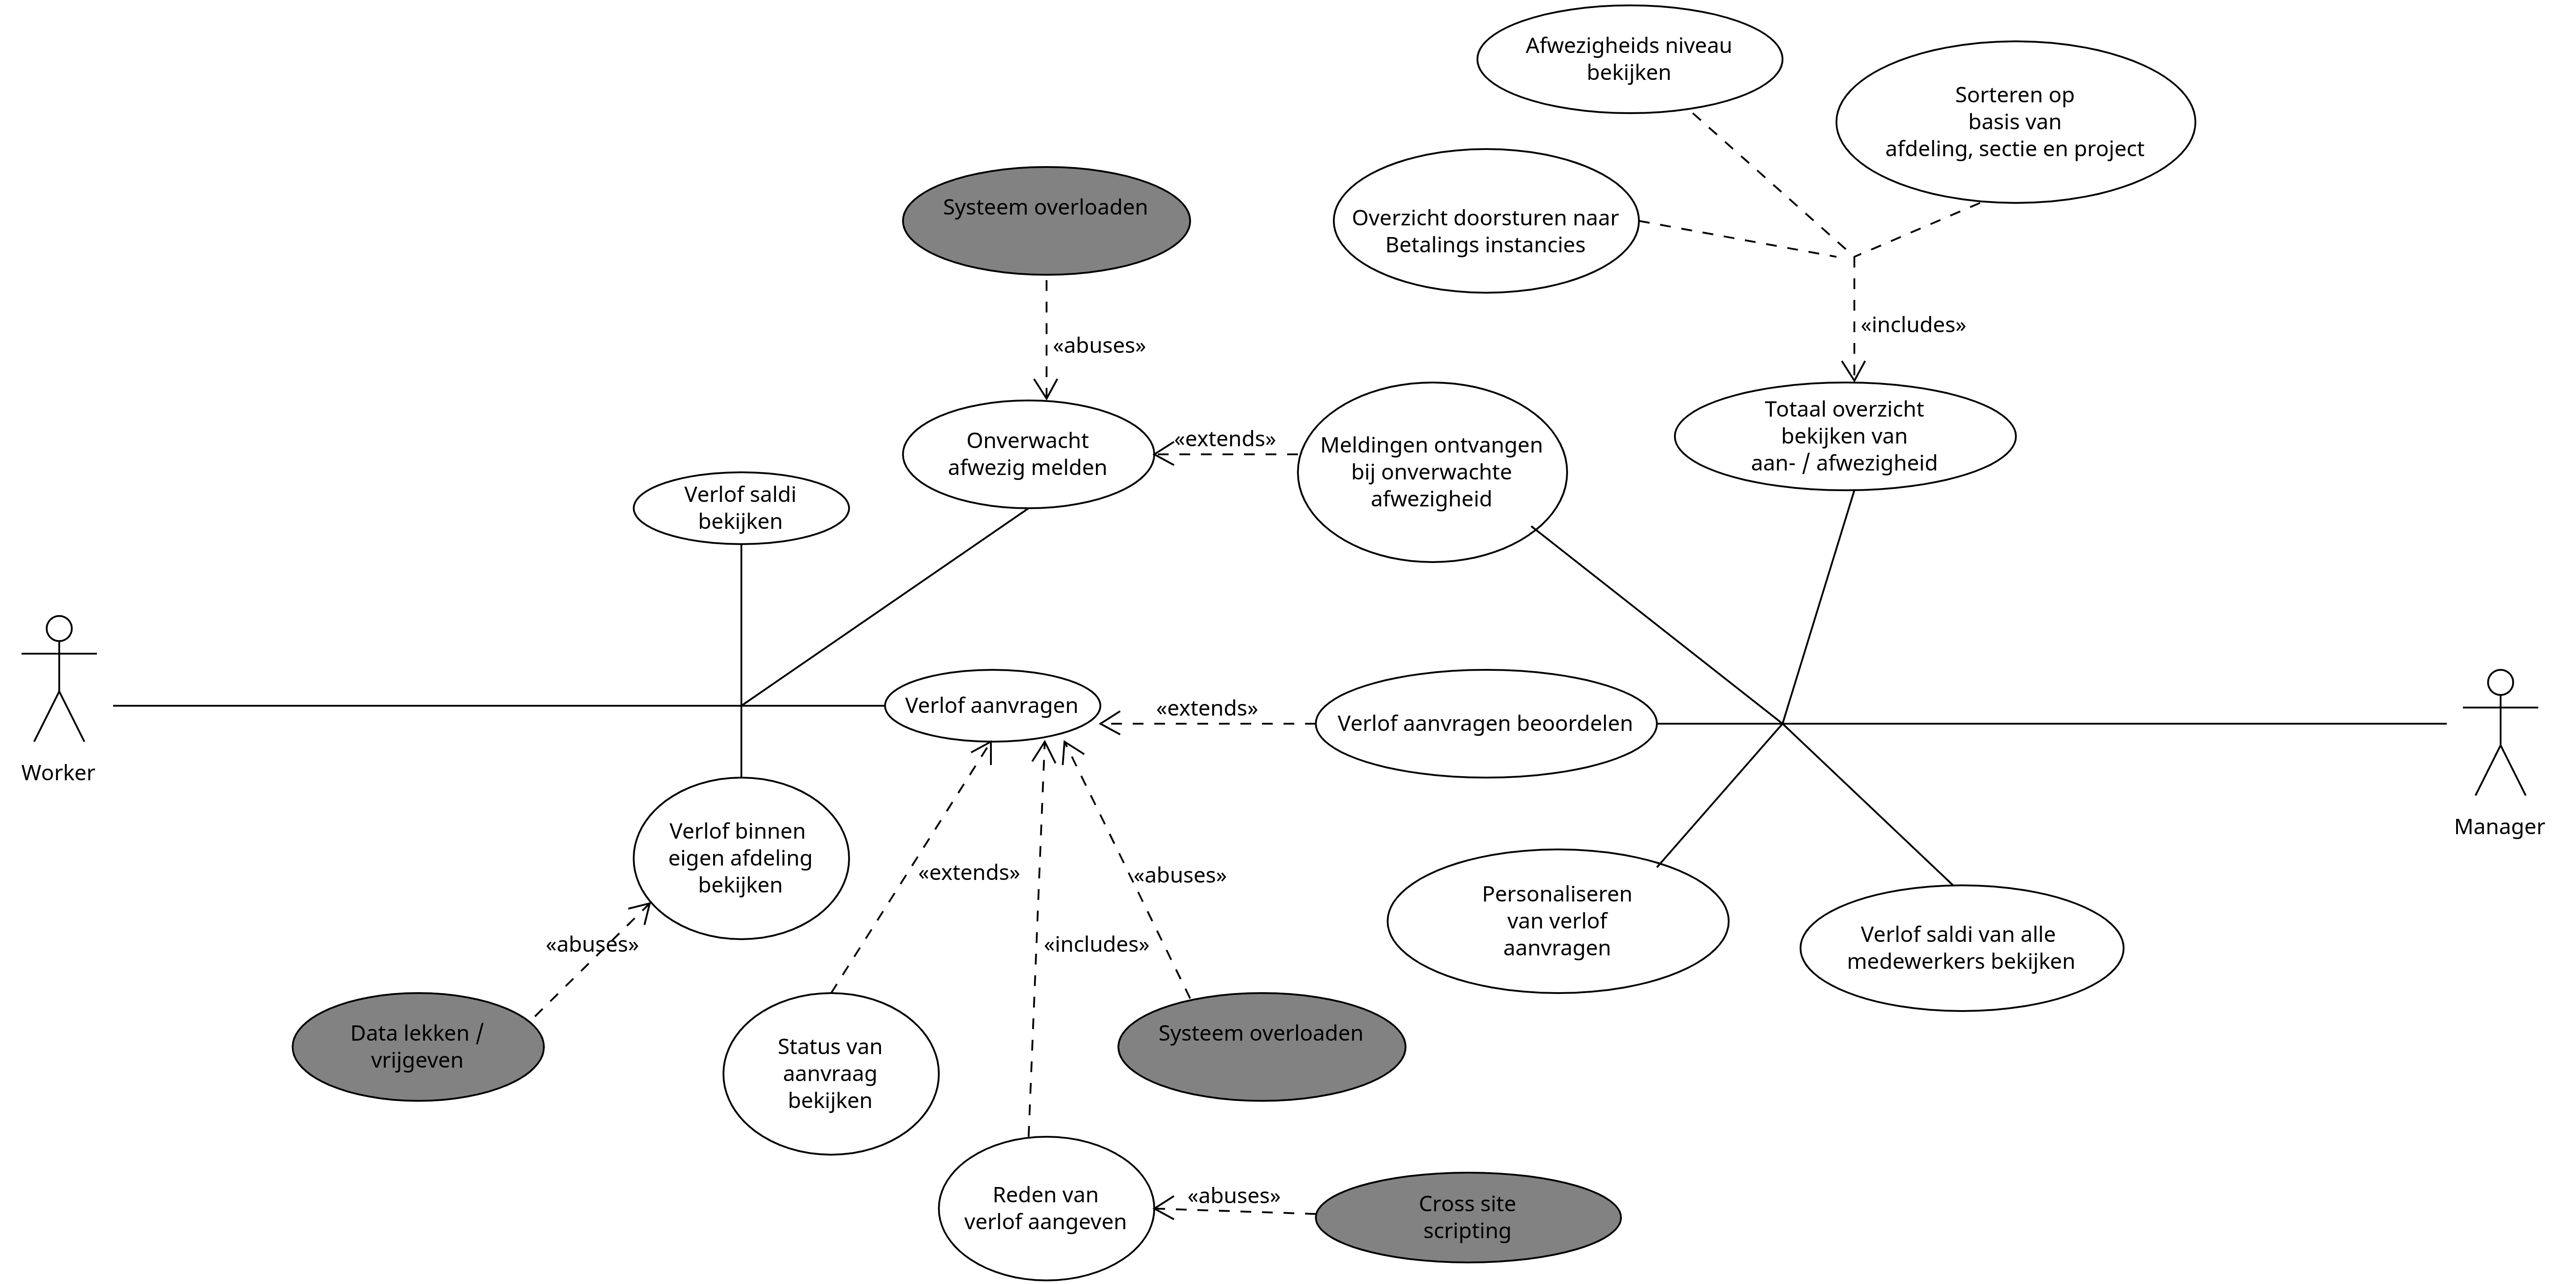 Afwezigheids niveau
bekijken
Sorteren op
basis van
afdeling, sectie en project
Systeem overloaden
Overzicht doorsturen naar
Betalings instancies
«includes»
«abuses»
Totaal overzicht
bekijken van
aan- / afwezigheid
Onverwacht
afwezig melden
«extends»
Meldingen ontvangen
bij onverwachte
afwezigheid
Verlof saldi
bekijken
Worker
Verlof aanvragen
«extends»
Verlof aanvragen beoordelen
Manager
Verlof binnen
eigen afdeling
bekijken
«extends»
«abuses»
Personaliseren
van verlof
aanvragen
Verlof saldi van alle
medewerkers bekijken
«abuses»
«includes»
Data lekken /
vrijgeven
Status van
aanvraag
bekijken
Systeem overloaden
Reden van
verlof aangeven
«abuses»
Cross site
scripting